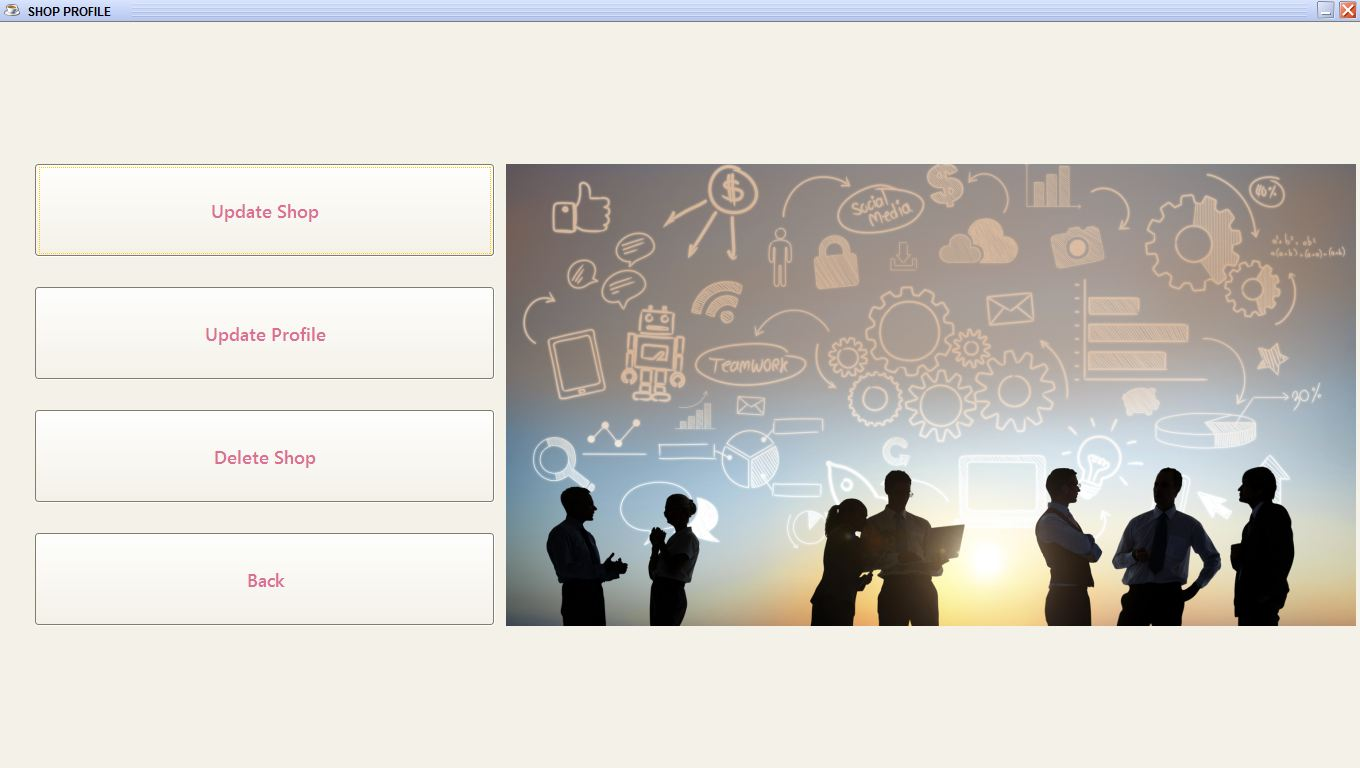 SHOP PROFILE
Update Shop
Update Profile
Delete Shop
Back
$
$
Social
Media
TEAMWORK
30%